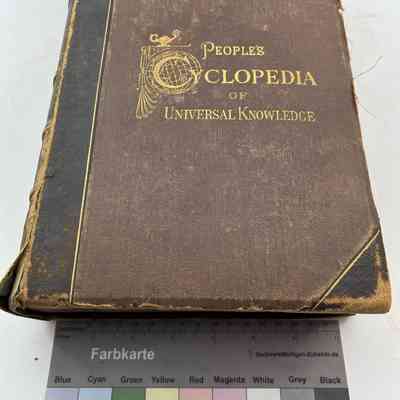 PEOPLE'S
CYCLOPEDIA
OF
UNIVERSAL KNOWLEDGE
Farbkarte
Blue Cyan Green Yellow Red Magenta White Grey Black